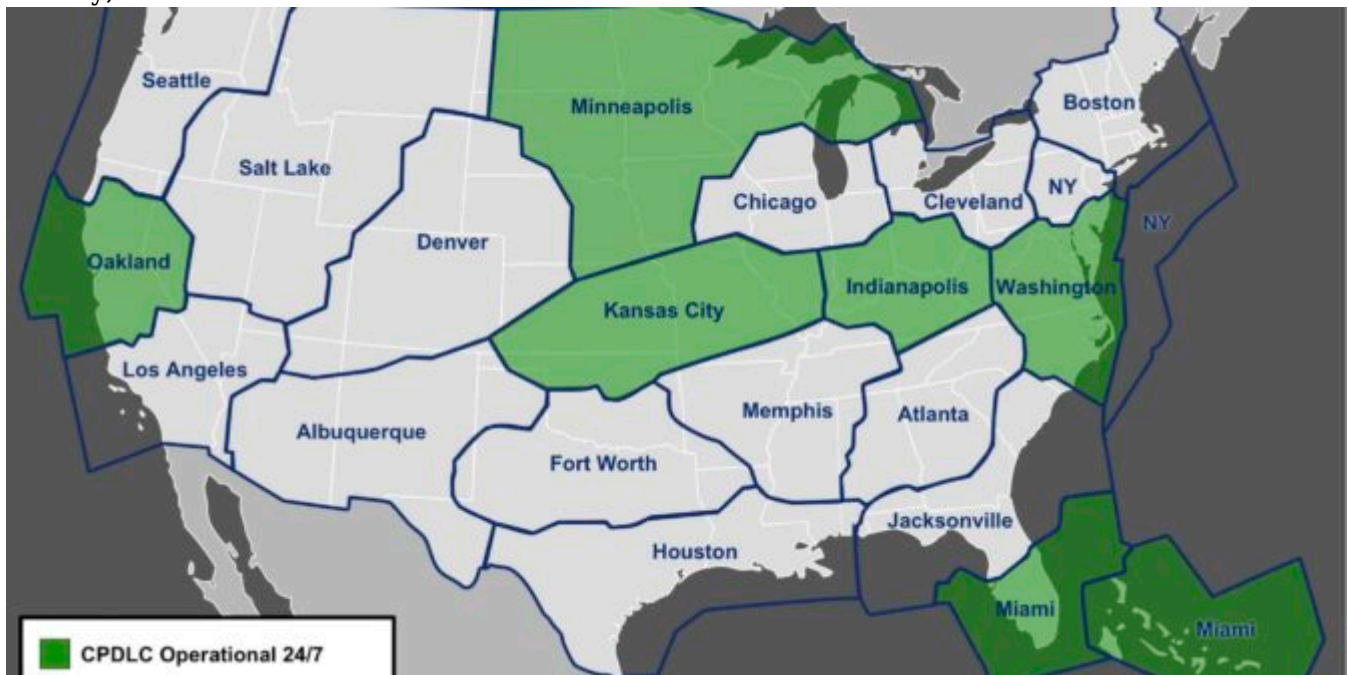 Seattle
Minneapolis
Boston
Salt Lake
NY
Chicago
Cleveland
NY
Denver
Oakland
Indianapolis
Washington
Kansas City
Los Angeles
Memphis
Atlanta
Albuquerque
Fort Worth
Jacksonville
Houston
Miami
Miami
CPDLC Operational 24/7